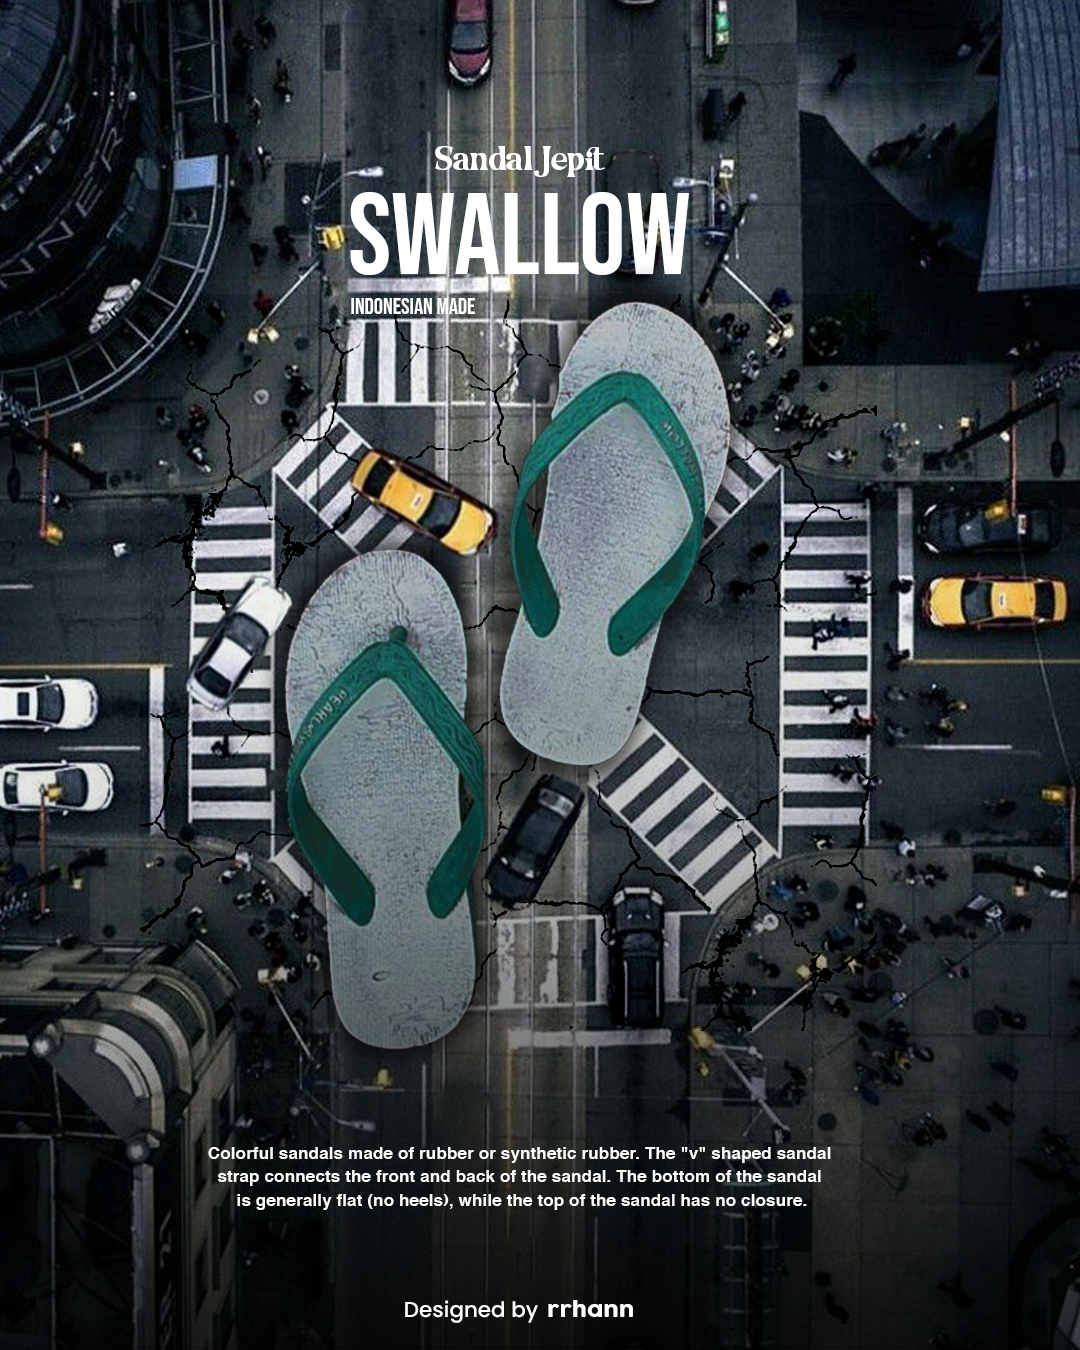 Sandal Jepit
SWALLOW
INDONESIAN MADE
Colorful sandals made of rubber or synthetic rubber. The "v" shaped sandal
strap connects the front and back of the sandal. The bottom of the sandal
is generally flat (no heels), while the top of the sandal has no closure.
Designed by rrhann